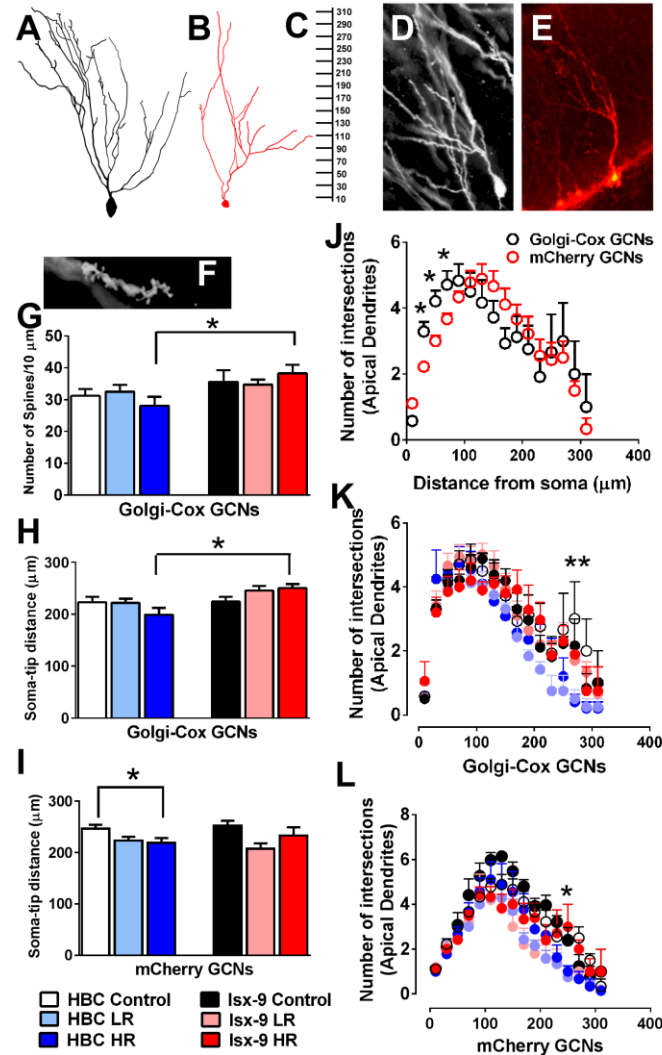 A
B
C
310
290
270
250
230
210
190
170
150
130
110
90
70
50
30
10
D
E
F
G
Number of Spines/10 μm)
50
40
30
20
10
0
*
Golgi-Cox GCNs
H
Soma-tip distance (μm)
300
200
100
0
*
Golgi-Cox GCNs
I
Soma-tip distance (μm)
300
200
100
0
*
mCherry GCNs
HBC Control
HBC LR
HBC HR
Isx-9 Control
Isx-9 LR
Isx-9 HR
J
Number of intersections
(Apical Dendrites)
6
4
2
0
* * *
Golgi-Cox GCNs
mCherry GCNs
0 100 200 300 400
Distance from soma (μm)
K
Number of intersections
(Apical Dendrites)
6
4
2
0
**
0 100 200 300 400
Golgi-Cox GCNs
L
Number of intersections
(Apical Dendrites)
8
6
4
2
0
*
0 100 200 300 400
mCherry GCNs